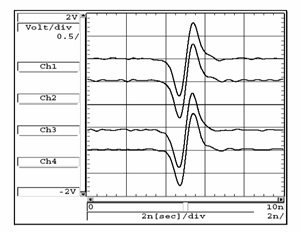 2V
Volt/div
0.5/
Ch1
Ch2
Ch3
Ch4
-2V
0 10n
2n[sec]/div 2n/